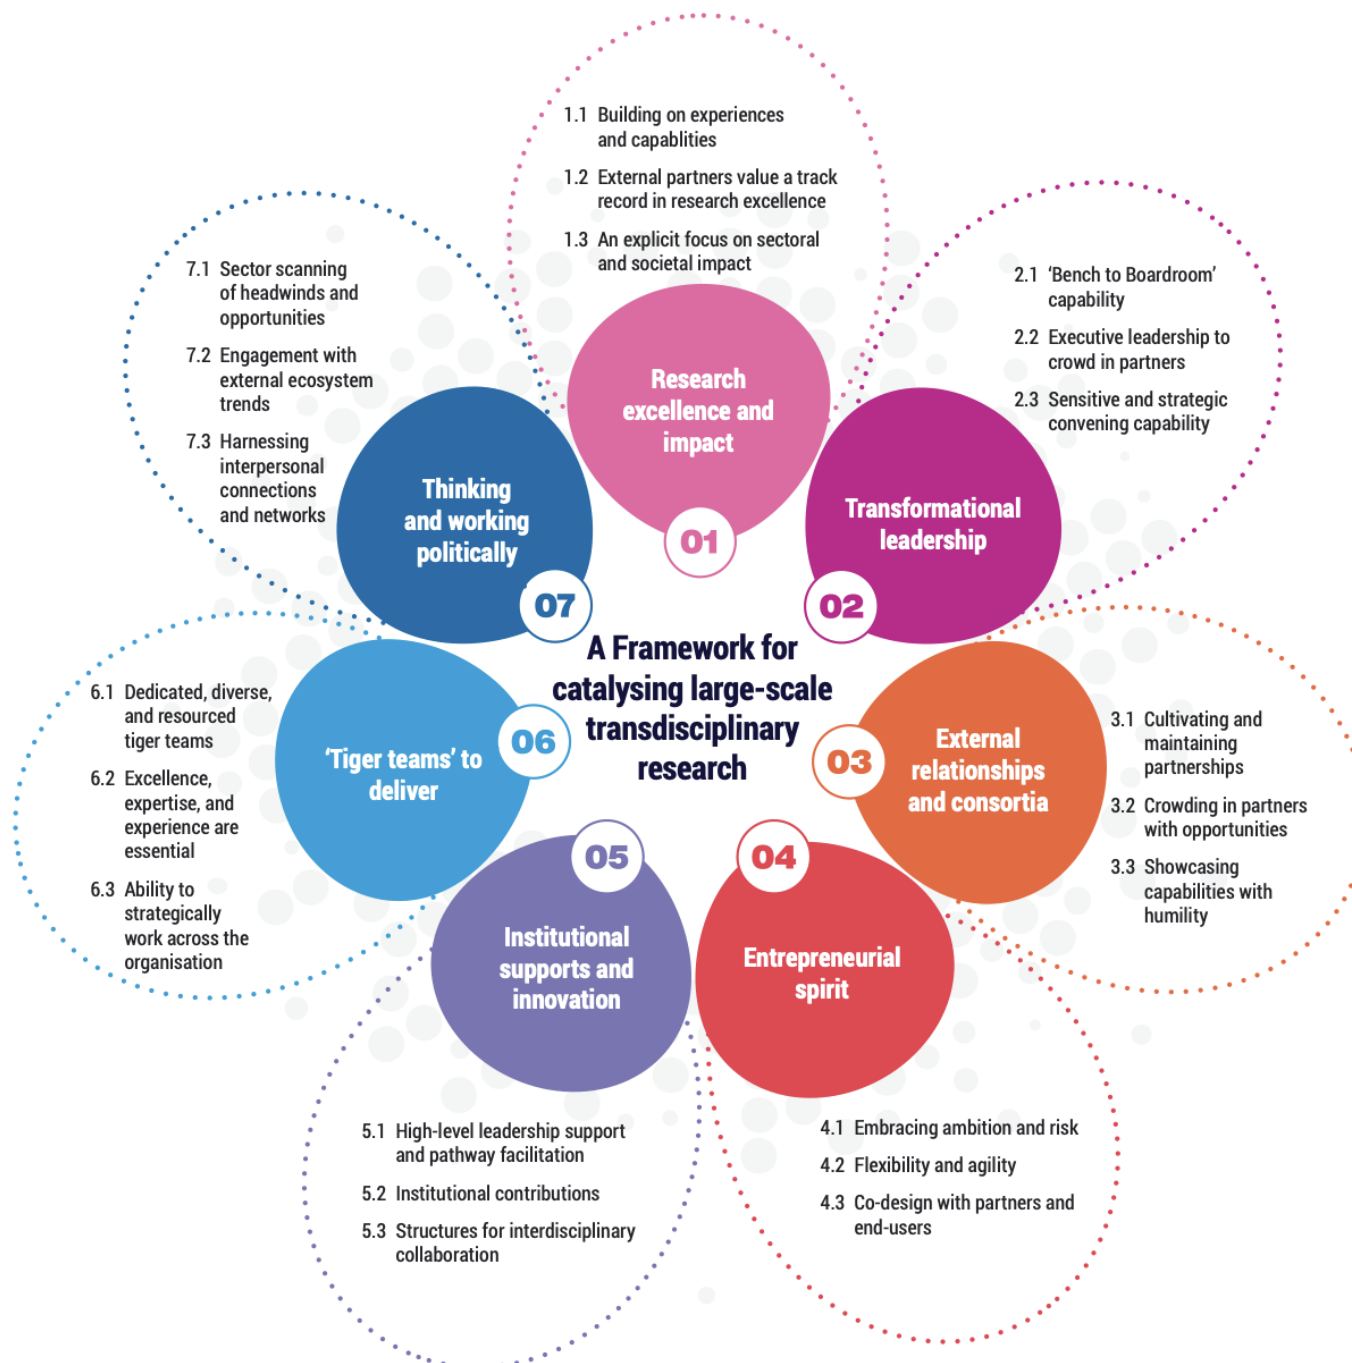 A Framework for
catalysing large-scale
transdisciplinary
research
01
Research
excellence and
impact
1.1 Building on experiences
and capablities
1.2 External partners value a track
record in research excellence
1.3 An explicit focus on sectoral
and societal impact
02
Transformational
leadership
2.1 ‘Bench to Boardroom’
capability
2.2 Executive leadership to
crowd in partners
2.3 Sensitive and strategic
convening capability
03
External
relationships
and consortia
3.1 Cultivating and
maintaining
partnerships
3.2 Crowding in partners
with opportunities
3.3 Showcasing
capabilities with
humility
04
Entrepreneurial
spirit
4.1 Embracing ambition and risk
4.2 Flexibility and agility
4.3 Co-design with partners and
end-users
05
Institutional
supports and
innovation
5.1 High-level leadership support
and pathway facilitation
5.2 Institutional contributions
5.3 Structures for interdisciplinary
collaboration
06
‘Tiger teams’ to
deliver
6.1 Dedicated, diverse,
and resourced
tiger teams
6.2 Excellence,
expertise, and
experience are
essential
6.3 Ability to
strategically
work across the
organisation
07
Thinking
and working
politically
7.1 Sector scanning
of headwinds and
opportunities
7.2 Engagement with
external ecosystem
trends
7.3 Harnessing
interpersonal
connections
and networks